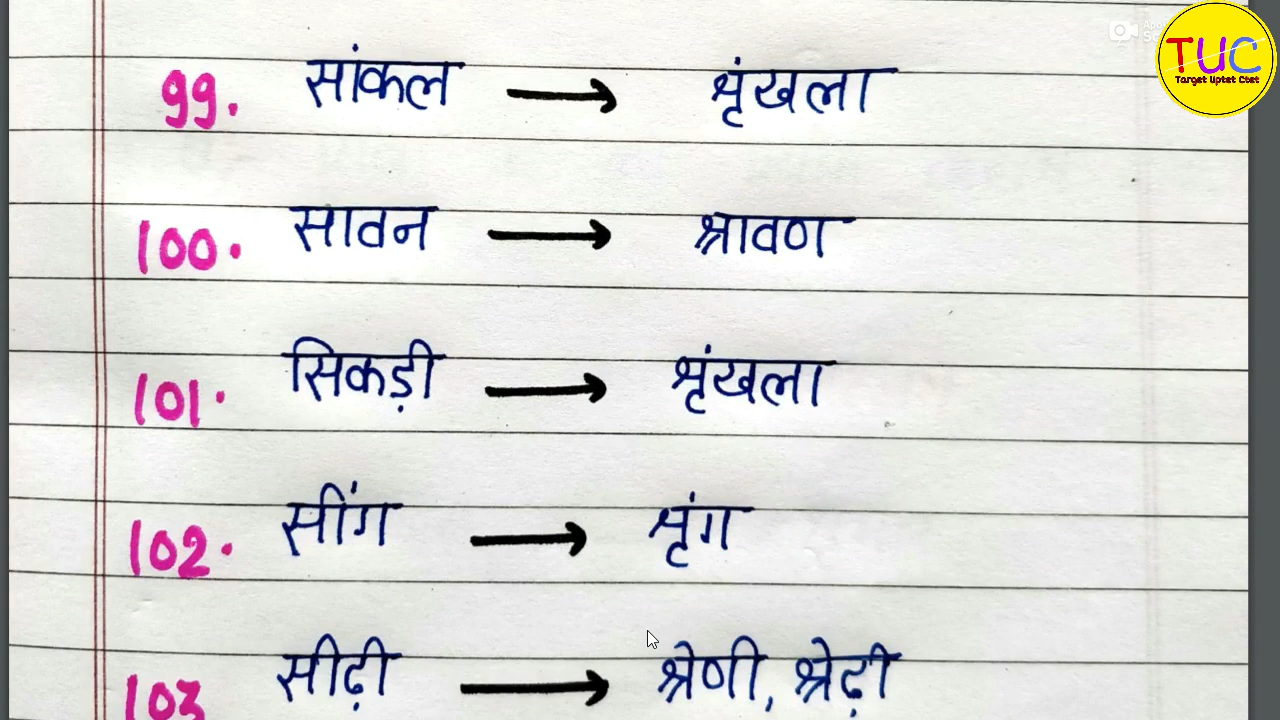 TUC
Target Uptet Ctet
99. सांकल → श्रृंखला
100. सावन → श्रावण
101. सिकड़ी → श्रृंखला
102. सींग → श्रृंग
103 सीढ़ी → श्रेणी, श्रेढ़ी